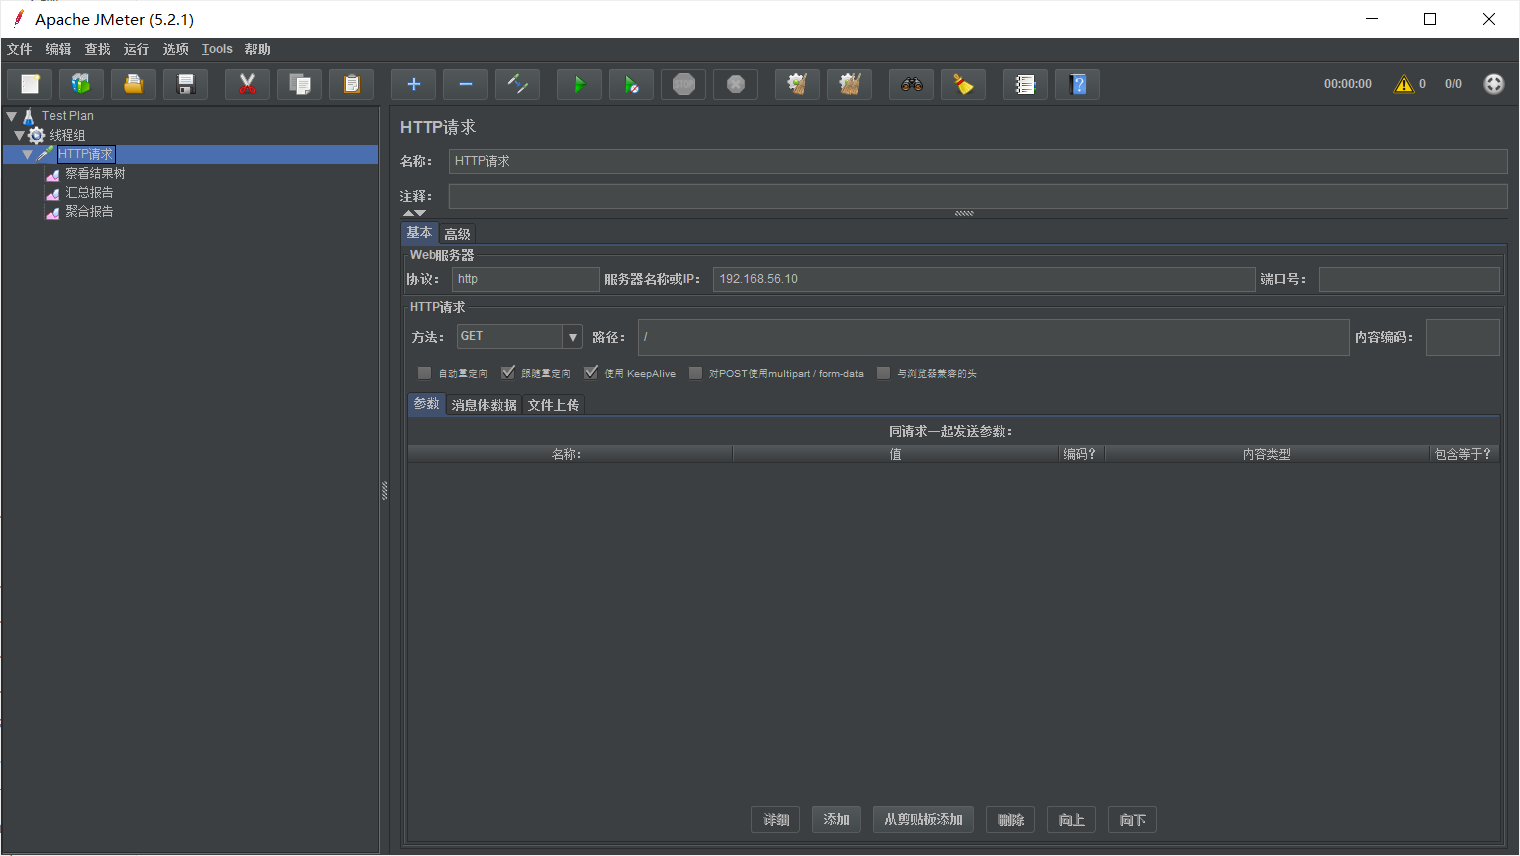 Apache JMeter (5.2.1)
文件 编辑 查找 运行 选项 Tools 帮助
STOP
00:00:00 0 0/0
Test Plan
线程组
HTTP请求
察看结果树
汇总报告
聚合报告
HTTP请求
名称： HTTP请求
注释：
基本 高级
Web服务器
协议： http 服务器名称或IP： 192.168.56.10 端口号：
HTTP请求
方法： GET 路径： / 内容编码：
自动重定向 跟随重定向 使用 KeepAlive 对POST使用multipart / form-data 与浏览器兼容的头
参数 消息体数据 文件上传
同请求一起发送参数：
名称： 值 编码？ 内容类型 包含等于？
详细 添加 从剪贴板添加 删除 向上 向下